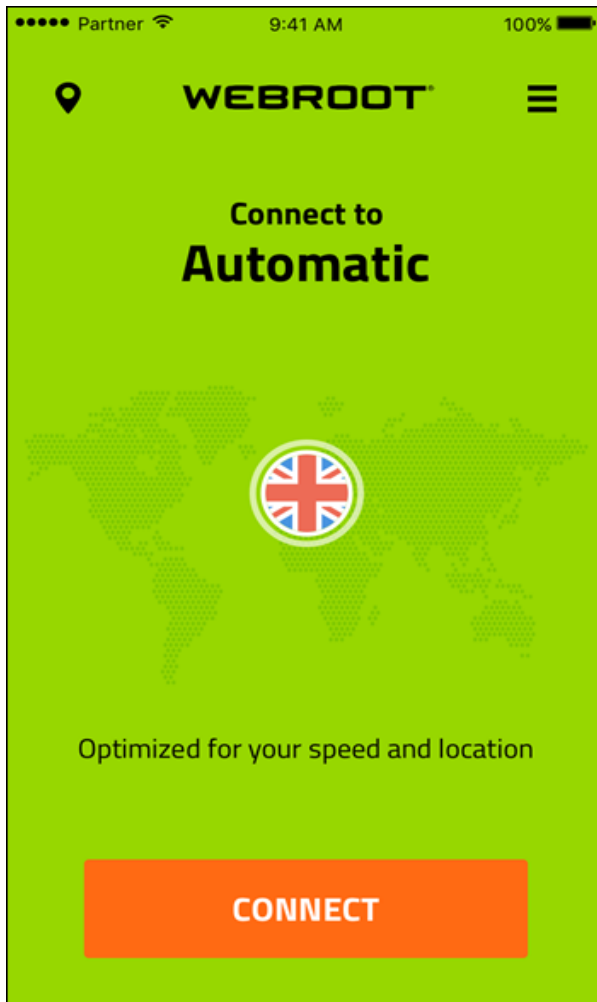 Partner 9:41 AM 100%
WEBROOT®
Connect to
Automatic
Optimized for your speed and location
CONNECT